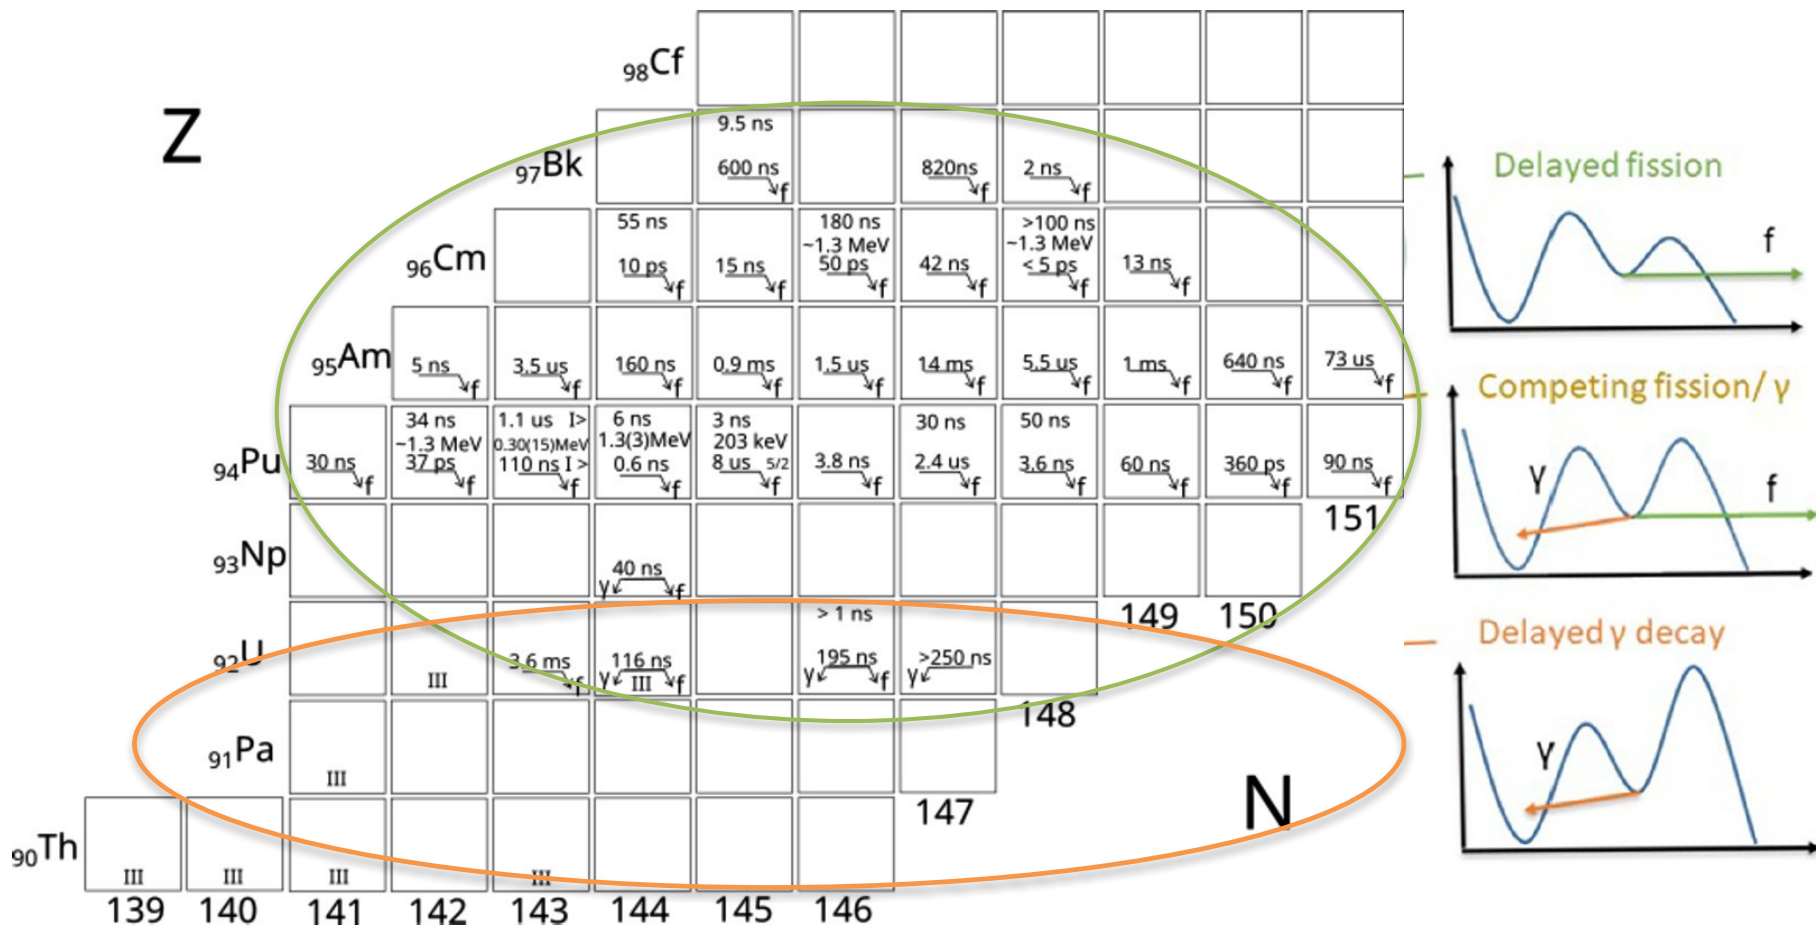 98Cf
Z
9.5 ns
97Bk
600 ns f
820ns f
2 ns f
Delayed fission
f
55 ns
180 ns
>100 ns
~1.3 MeV
~1.3 MeV
96Cm
10 ps f
15 ns f
50 ps f
42 ns f
< 5 ps f
13 ns f
95Am
5 ns f
3.5 us f
160 ns f
0.9 ms f
1.5 us f
14 ms f
5.5 us f
1 ms f
640 ns f
73 us f
Competing fission/ γ
γ
f
34 ns
1.1 us I>
6 ns
3 ns
30 ns
50 ns
~1.3 MeV
0.30(15)MeV
1.3(3)MeV
203 keV
94Pu
30 ns f
37 ps f
110 ns I > f
0.6 ns f
8 us 5/2 f
3.8 ns f
2.4 us f
3.6 ns f
60 ns f
360 ps f
90 ns f
151
93Np
40 ns
γ f
149
150
> 1 ns
92U
III
3.6 ms f
116 ns
γ III f
195 ns
γ f
>250 ns
γ
148
Delayed γ decay
γ
91Pa
III
147
N
90Th
III
III
III
III
139
140
141
142
143
144
145
146